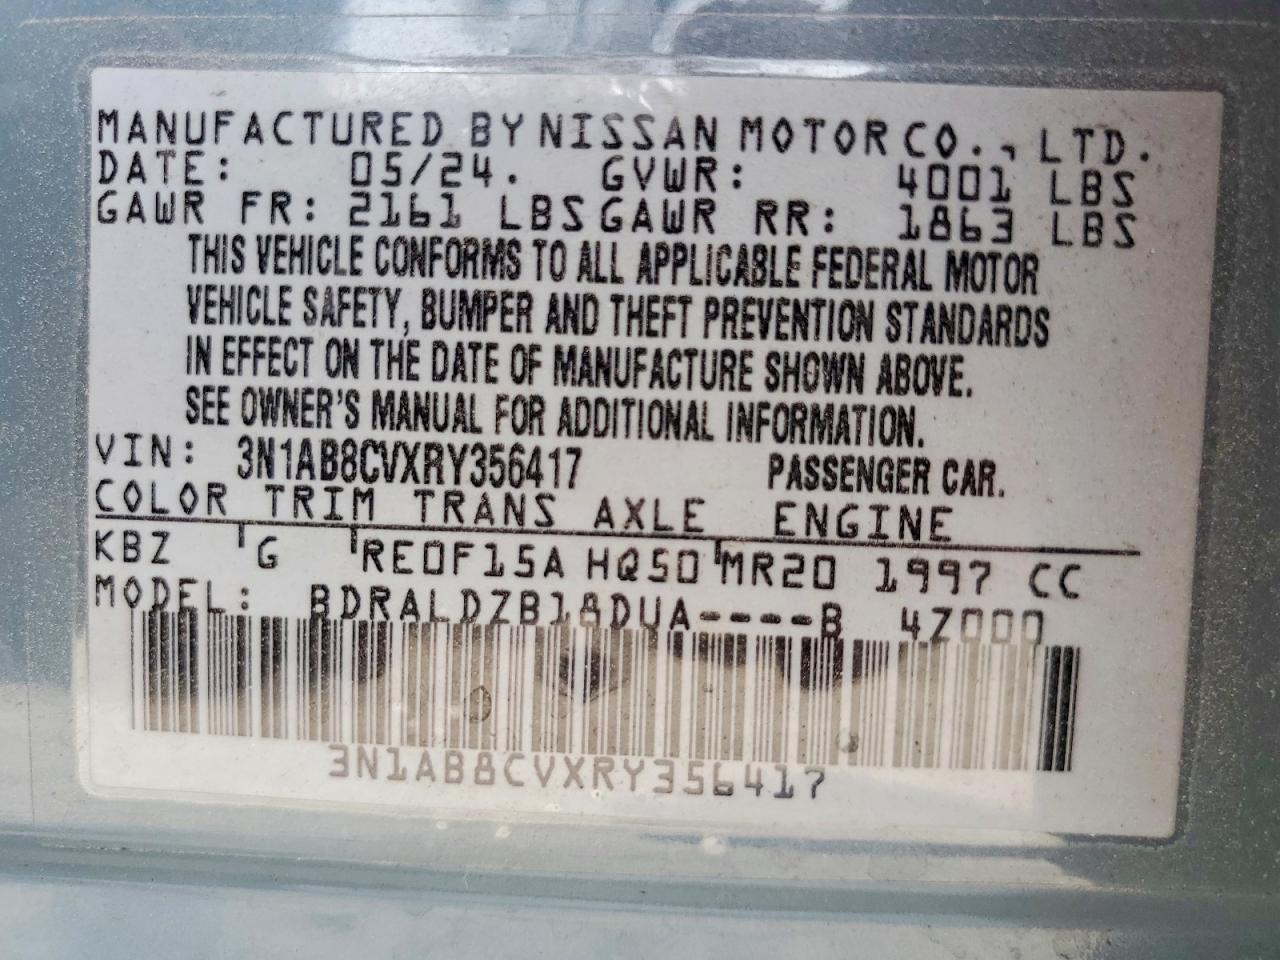 MANUFACTURED BY NISSAN MOTOR CO., LTD.
DATE: 05/24. GVWR: 4001 LBS
GAWR FR: 2161 LBS GAWR RR: 1863 LBS
THIS VEHICLE CONFORMS TO ALL APPLICABLE FEDERAL MOTOR
VEHICLE SAFETY, BUMPER AND THEFT PREVENTION STANDARDS
IN EFFECT ON THE DATE OF MANUFACTURE SHOWN ABOVE.
SEE OWNER'S MANUAL FOR ADDITIONAL INFORMATION.
VIN: 3N1AB8CVXRY356417 PASSENGER CAR.
COLOR TRIM TRANS AXLE ENGINE
KBZ G RE0F15A HQ50 MR20 1997 CC
MODEL: BDRALDZB18DUA----B 4Z000
3N1AB8CVXRY356417